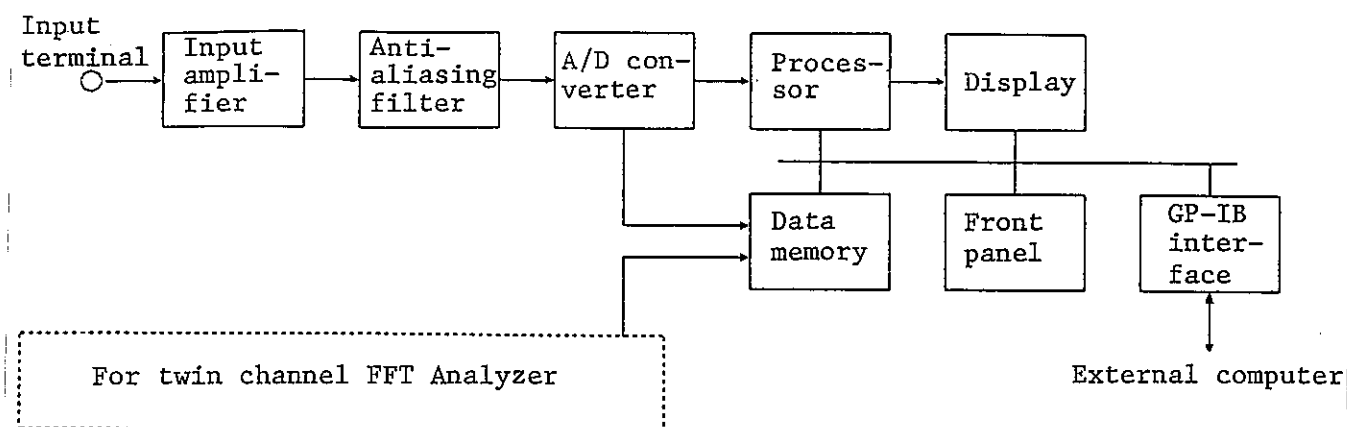 Input
terminal
Input
ampli-
fier
Anti-
aliasing
filter
A/D con-
verter
Proces-
sor
Display
Data
memory
Front
panel
GP-IB
inter-
face
For twin channel FFT Analyzer
External computer